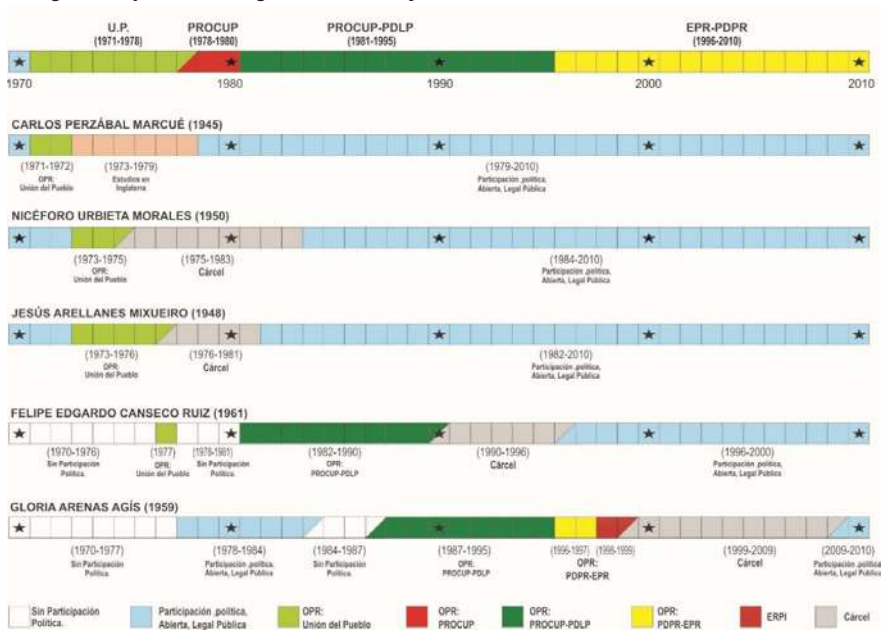 U.P. PROCUP PROCUP-PDLP EPR-PDPR
(1971-1978) (1978-1980) (1981-1995) (1996-2010)
1970 1980 1990 2000 2010
CARLOS PERZÁBAL MARCUÉ (1945)
(1971-1972) (1973-1979) (1979-2010)
OPR: Estudios en Participación ,política,
Unión del Pueblo Inglaterra Abierta, Legal Pública
NICÉFORO URBIETA MORALES (1950)
(1973-1975) (1975-1983) (1984-2010)
OPR: Cárcel Participación ,política,
Unión del Pueblo Abierta, Legal Pública
JESÚS ARELLANES MIXUEIRO (1948)
(1973-1976) (1976-1981) (1982-2010)
OPR: Cárcel Participación ,política,
Unión del Pueblo Abierta, Legal Pública
FELIPE EDGARDO CANSECO RUIZ (1961)
(1970-1976) (1977) (1978-1981) (1982-1990) (1990-1996) (1996-2000)
Sin Participación OPR: Sin Participación OPR: Cárcel Participación ,política,
Política. Unión del Pueblo Política. PROCUP-PDLP Abierta, Legal Pública
GLORIA ARENAS AGÍS (1959)
(1970-1977) (1978-1984) (1984-1987) (1987-1995) (1996-1997) (1998-1999) (1999-2009) (2009-2010)
Sin Participación Participación ,política, Sin Participación OPR: OPR: Cárcel Participación ,política,
Política. Abierta, Legal Pública Política. PROCUP-PDLP PDPR-EPR Abierta, Legal Pública
Sin Participación Participación ,política, OPR: OPR: OPR: OPR: ERPI Cárcel
Política. Abierta, Legal Pública Unión del Pueblo PROCUP PROCUP-PDLP PDPR-EPR